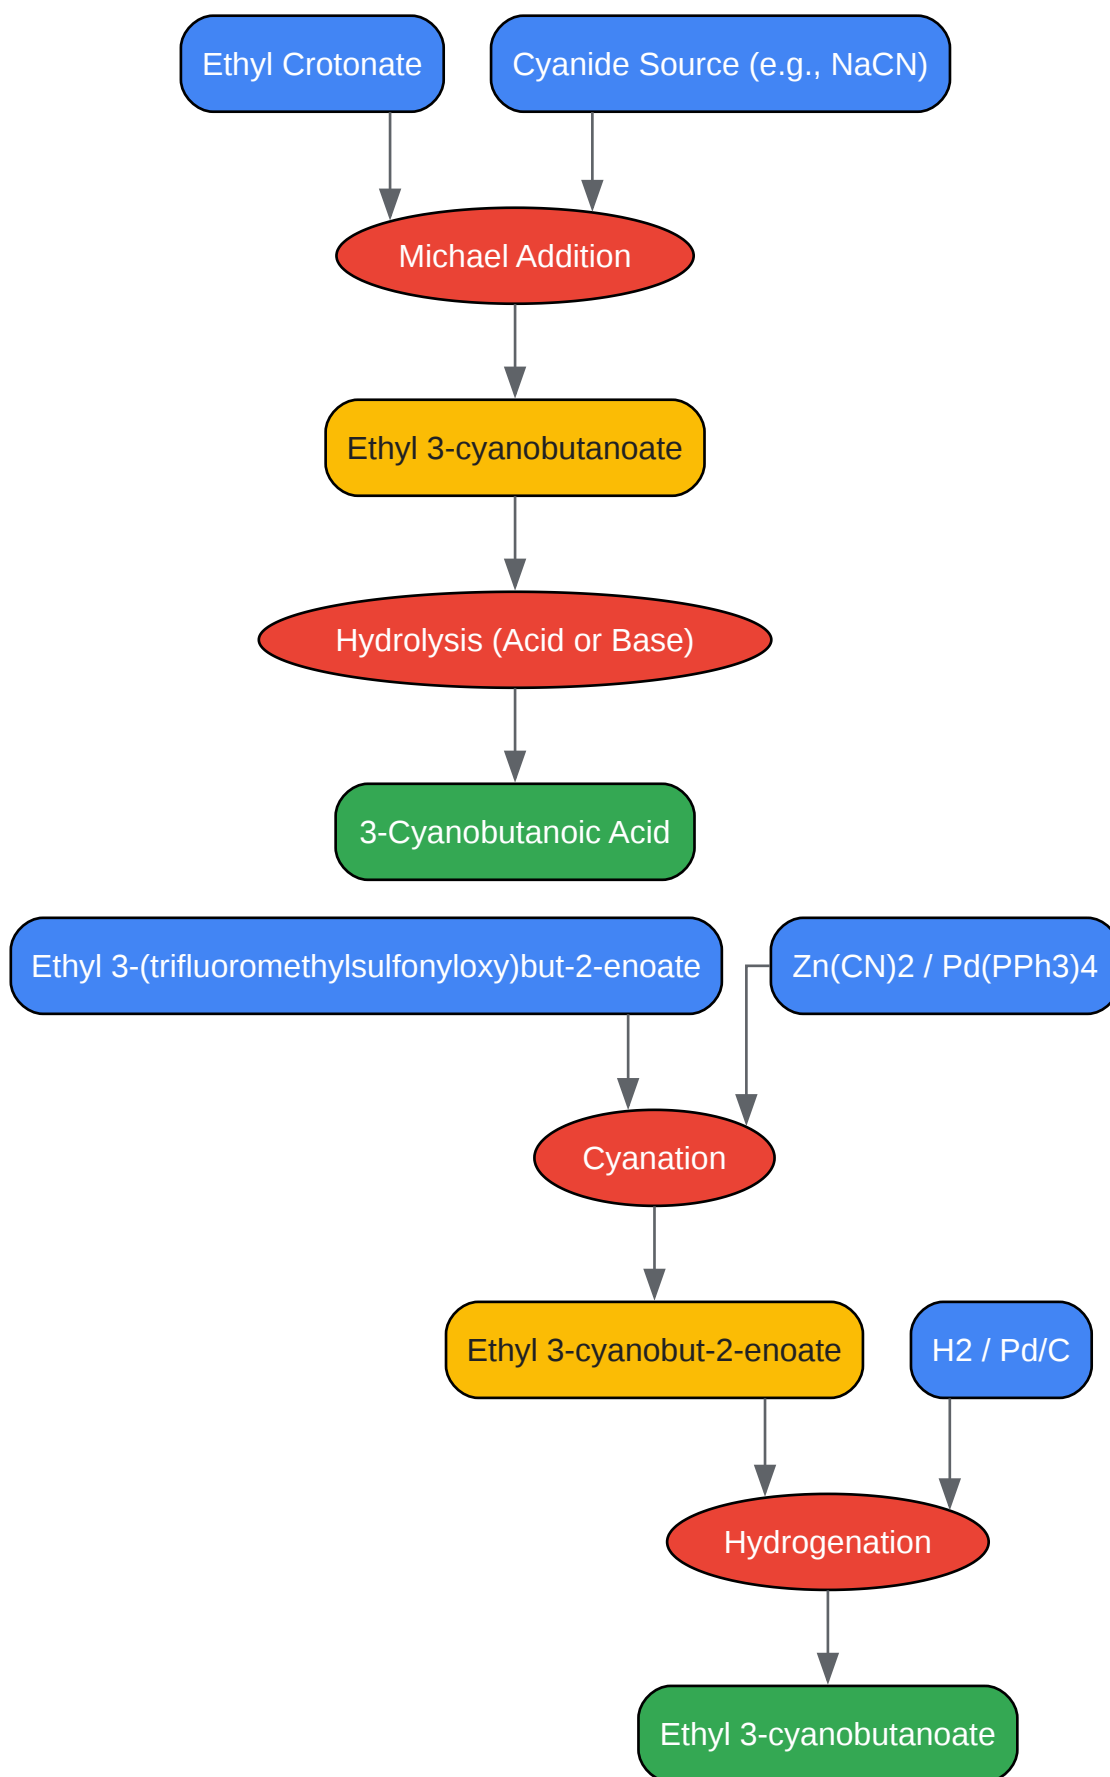 Ethyl Crotonate
Cyanide Source (e.g., NaCN)
Michael Addition
Ethyl 3-cyanobutanoate
Hydrolysis (Acid or Base)
3-Cyanobutanoic Acid
Ethyl 3-(trifluoromethylsulfonyloxy)but-2-enoate
Zn(CN)2 / Pd(PPh3)4
Cyanation
Ethyl 3-cyanobut-2-enoate
H2 / Pd/C
Hydrogenation
Ethyl 3-cyanobutanoate